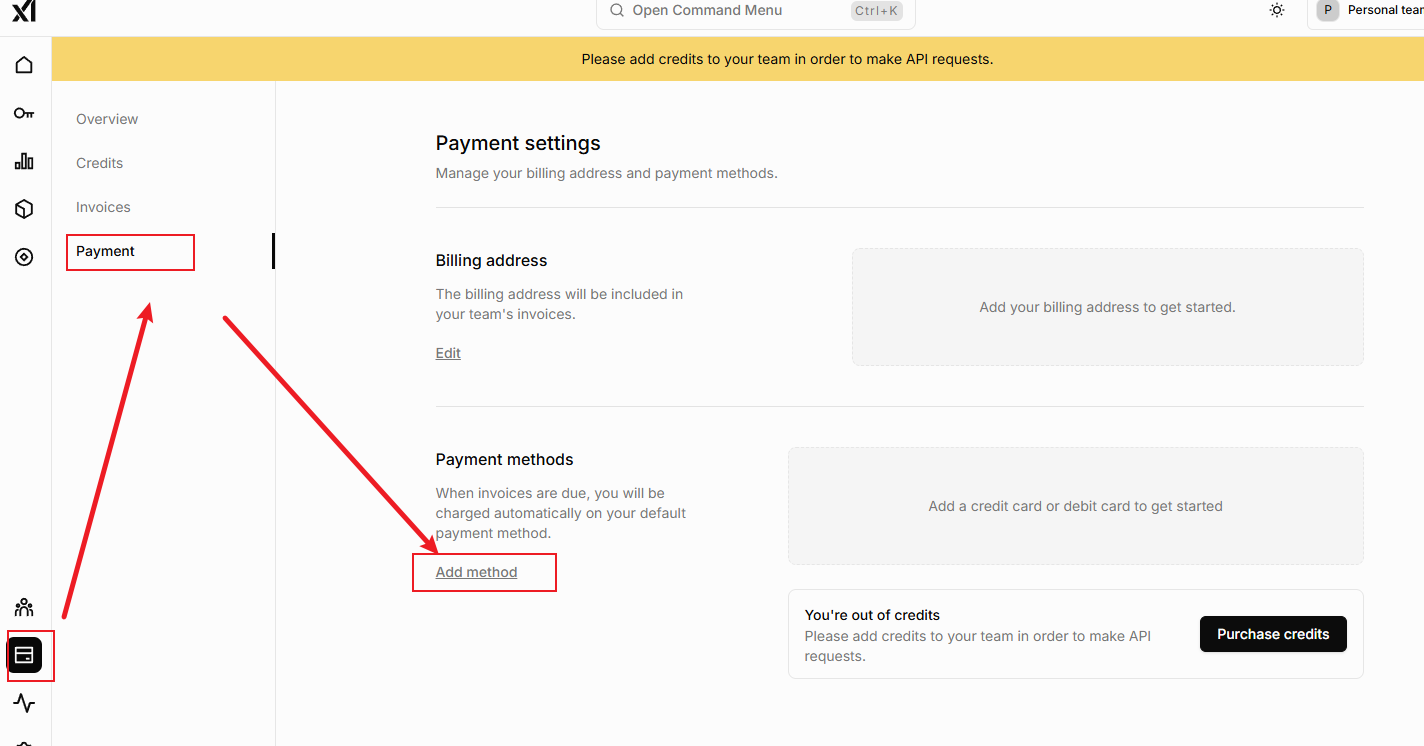 xI
Open Command Menu
Ctrl+K
P
Personal tear
Please add credits to your team in order to make API requests.
Overview
Credits
Invoices
Payment
Payment settings
Manage your billing address and payment methods.
Billing address
The billing address will be included in
your team's invoices.
Edit
Add your billing address to get started.
Payment methods
When invoices are due, you will be
charged automatically on your default
payment method.
Add method
Add a credit card or debit card to get started
You're out of credits
Please add credits to your team in order to make API
requests.
Purchase credits